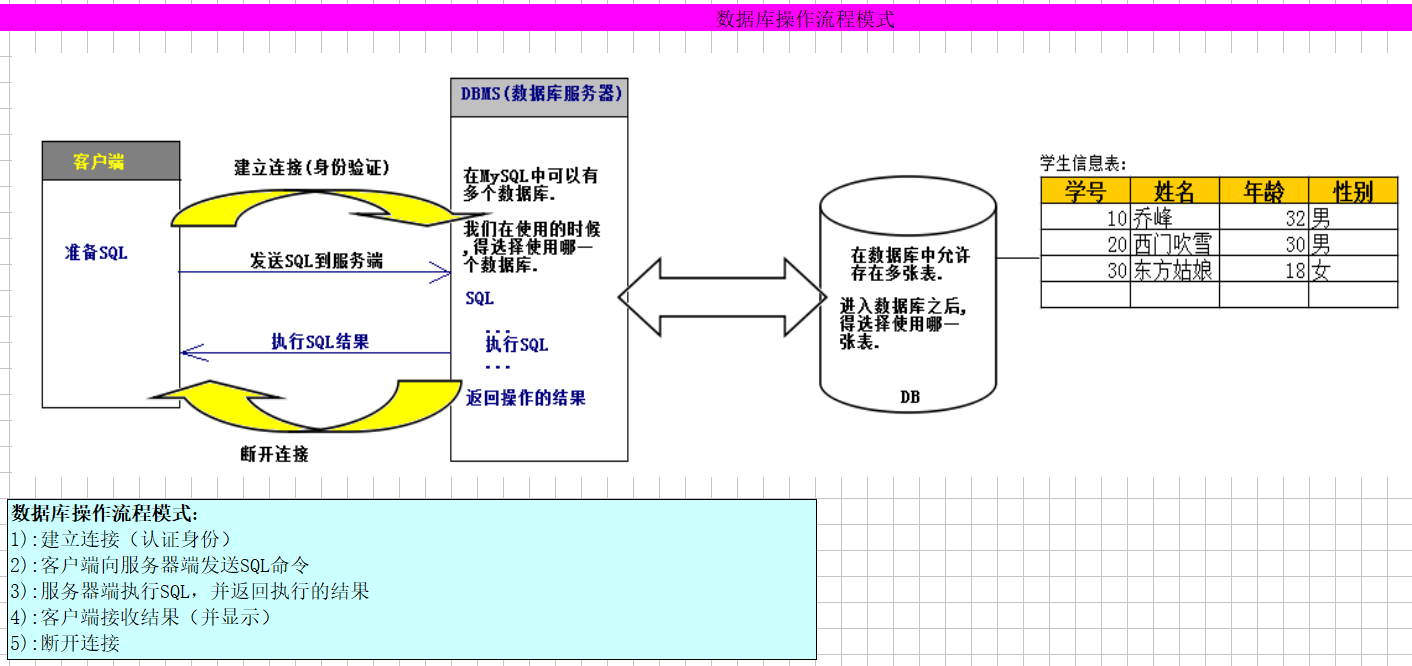 数据库操作流程模式
客户端
准备SQL
建立连接(身份验证)
发送SQL到服务端
执行SQL结果
断开连接
DBMS(数据库服务器)
在MySQL中可以有
多个数据库.
我们在使用的时候
,得选择使用哪一
个数据库.
SQL
...
执行SQL
...
返回操作的结果
在数据库中允许
存在多张表.
进入数据库之后,
得选择使用哪一
张表.
DB
学生信息表:
学号 姓名 年龄 性别
10 乔峰 32 男
20 西门吹雪 30 男
30 东方姑娘 18 女
数据库操作流程模式:
1):建立连接（认证身份）
2):客户端向服务器端发送SQL命令
3):服务器端执行SQL，并返回执行的结果
4):客户端接收结果（并显示）
5):断开连接